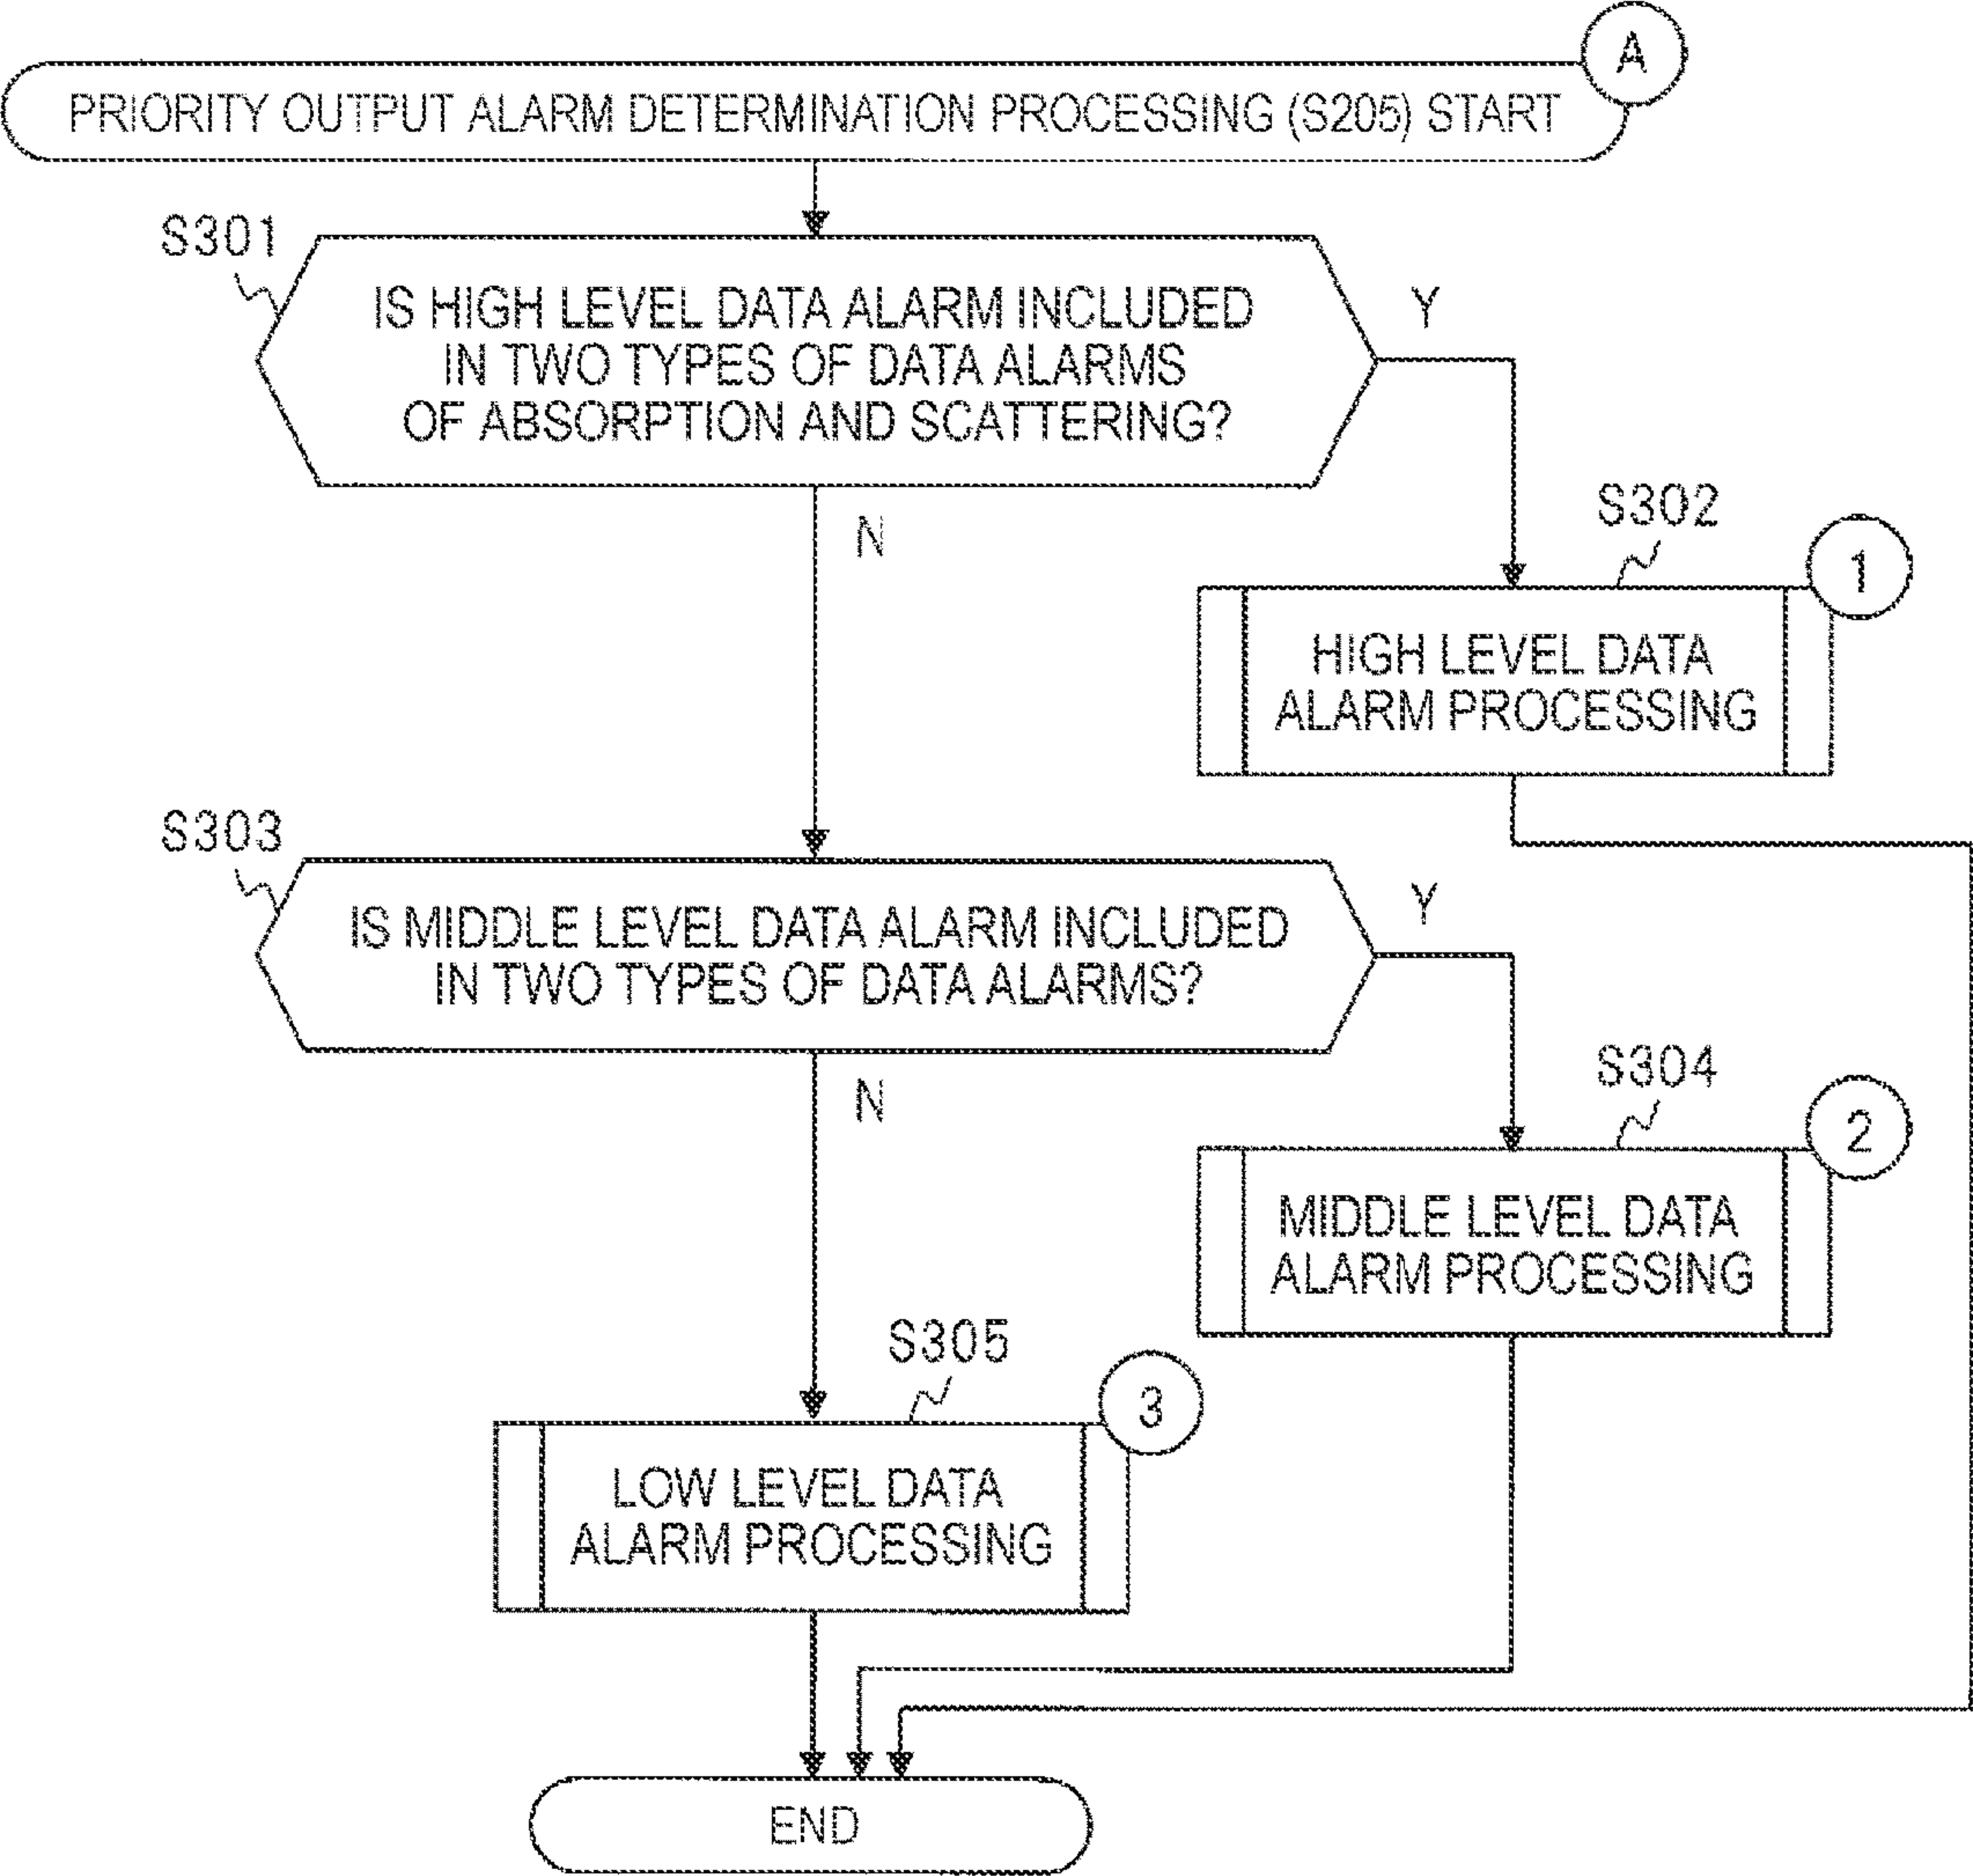 A
PRIORITY OUTPUT ALARM DETERMINATION PROCESSING (S205) START
S301
IS HIGH LEVEL DATA ALARM INCLUDED
IN TWO TYPES OF DATA ALARMS
OF ABSORPTION AND SCATTERING?
Y
N
S302
1
HIGH LEVEL DATA
ALARM PROCESSING
S303
IS MIDDLE LEVEL DATA ALARM INCLUDED
IN TWO TYPES OF DATA ALARMS?
Y
N
S304
2
MIDDLE LEVEL DATA
ALARM PROCESSING
S305
3
LOW LEVEL DATA
ALARM PROCESSING
END